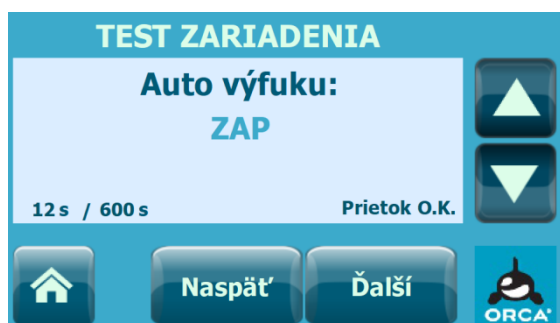 TEST ZARIADENIA
Auto výfuku:
ZAP
12 s / 600 s Prietok O.K.
Naspäť Ďalší
ORCA